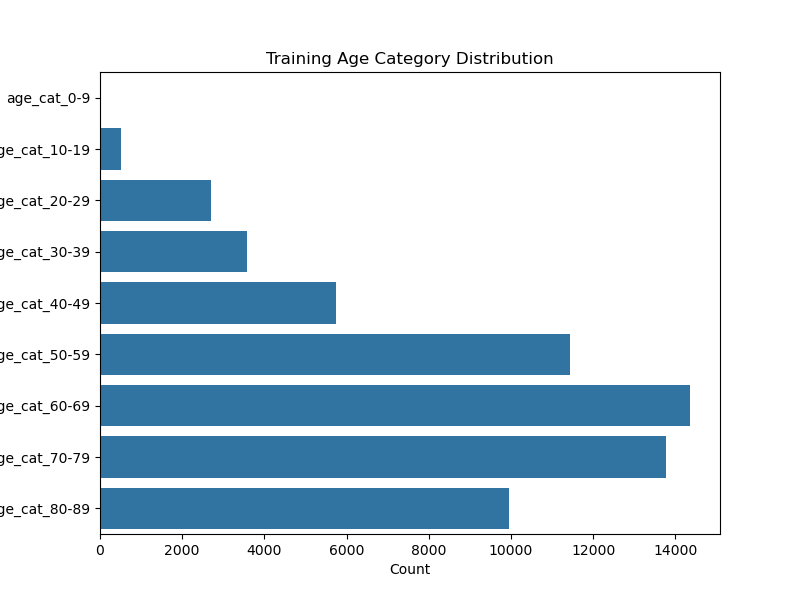 Training Age Category Distribution
age_cat_0-9
ge_cat_10-19
ge_cat_20-29
ge_cat_30-39
ge_cat_40-49
ge_cat_50-59
ge_cat_60-69
ge_cat_70-79
ge_cat_80-89
0 2000 4000 6000 8000 10000 12000 14000
Count